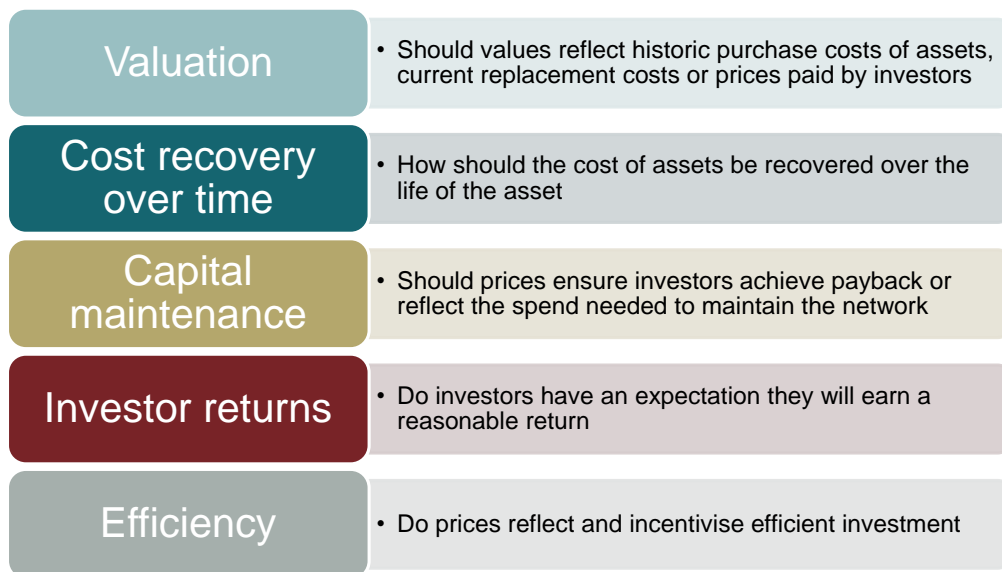 Valuation
• Should values reflect historic purchase costs of assets,
current replacement costs or prices paid by investors
Cost recovery
over time
• How should the cost of assets be recovered over the
life of the asset
Capital
maintenance
• Should prices ensure investors achieve payback or
reflect the spend needed to maintain the network
Investor returns
• Do investors have an expectation they will earn a
reasonable return
Efficiency
• Do prices reflect and incentivise efficient investment